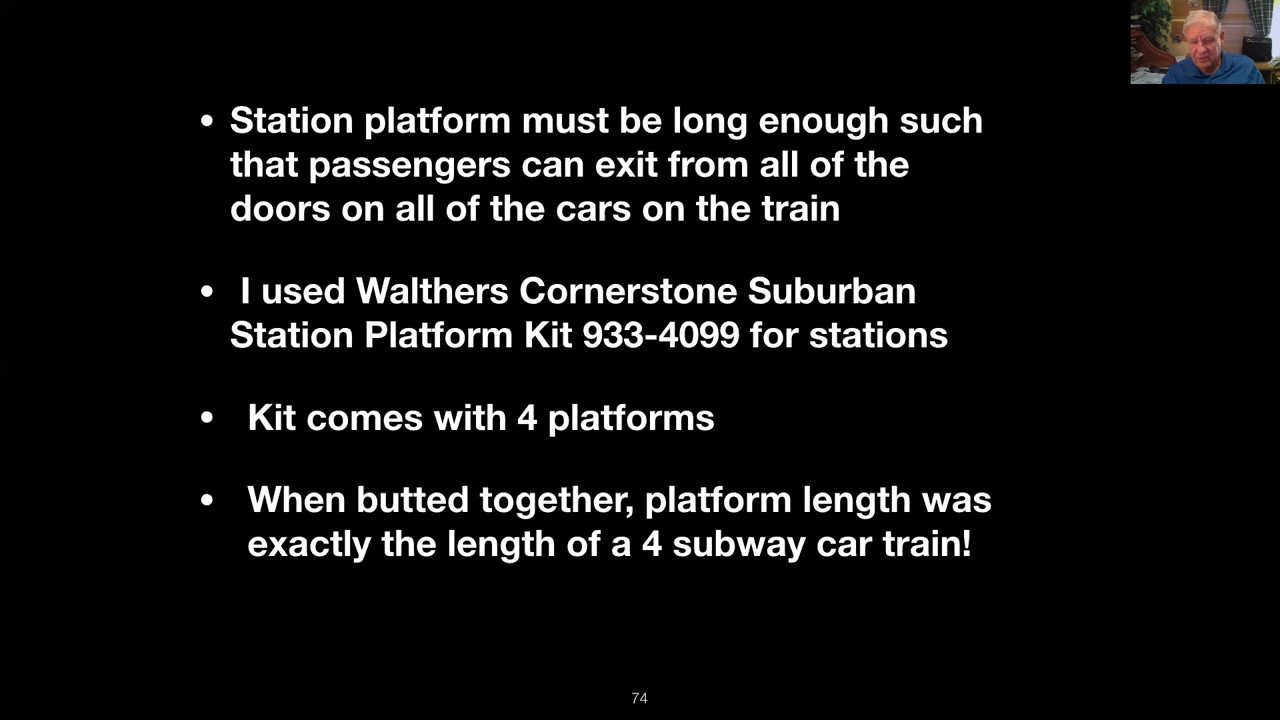 • Station platform must be long enough such
that passengers can exit from all of the
doors on all of the cars on the train
• I used Walthers Cornerstone Suburban
Station Platform Kit 933-4099 for stations
• Kit comes with 4 platforms
• When butted together, platform length was
exactly the length of a 4 subway car train!
74